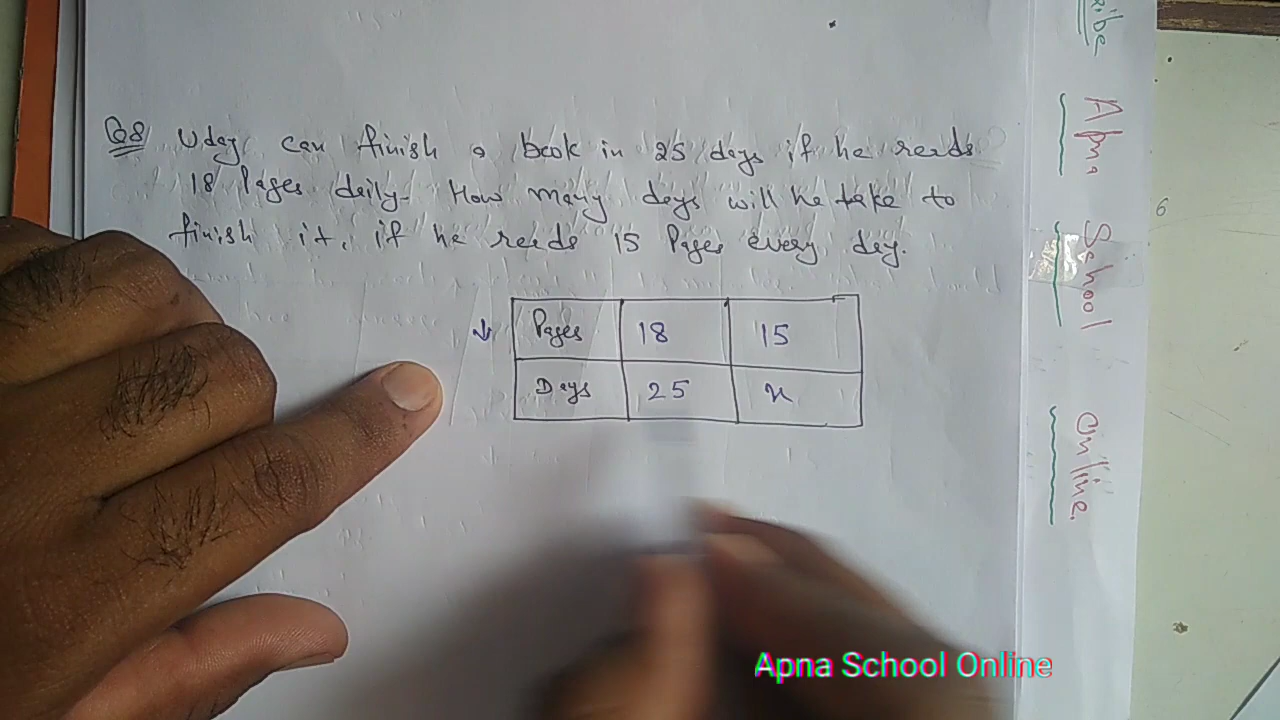 Q8 Uday can finish a book in 25 days if he reads
18 Pages daily. How many days will he take to
finish it, if he reads 15 Pages every day.
↓ Pages 18 15
Days 25 x
Apna School Online.
6
Apna School Online